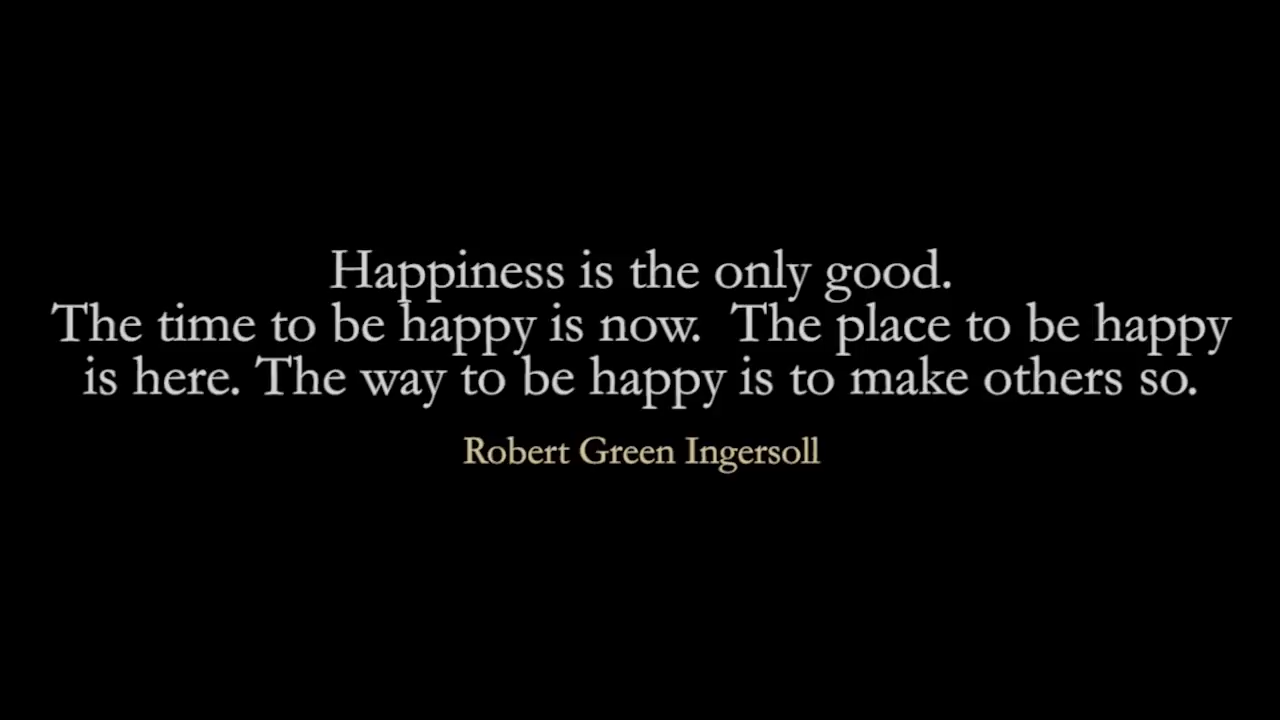 Happiness is the only good.
The time to be happy is now.  The place to be happy
is here. The way to be happy is to make others so.
Robert Green Ingersoll